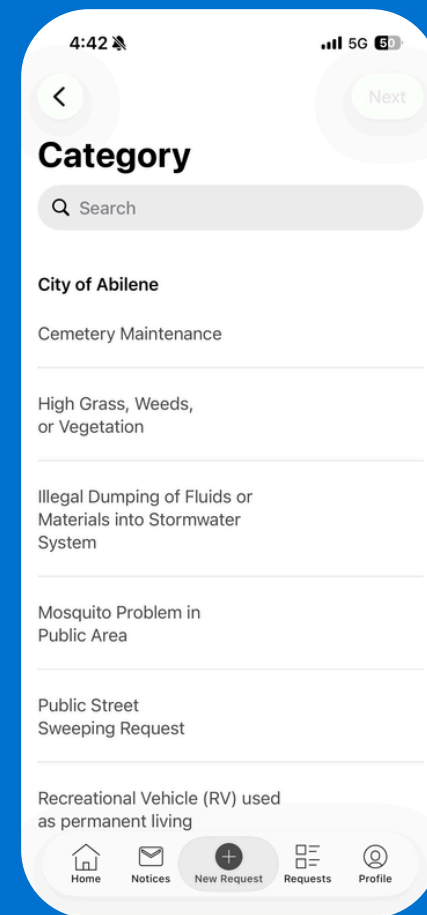 4:42
5G 50
Next
Category
Search
City of Abilene
Cemetery Maintenance
High Grass, Weeds,
or Vegetation
Illegal Dumping of Fluids or
Materials into Stormwater
System
Mosquito Problem in
Public Area
Public Street
Sweeping Request
Recreational Vehicle (RV) used
as permanent living
Home Notices New Request Requests Profile